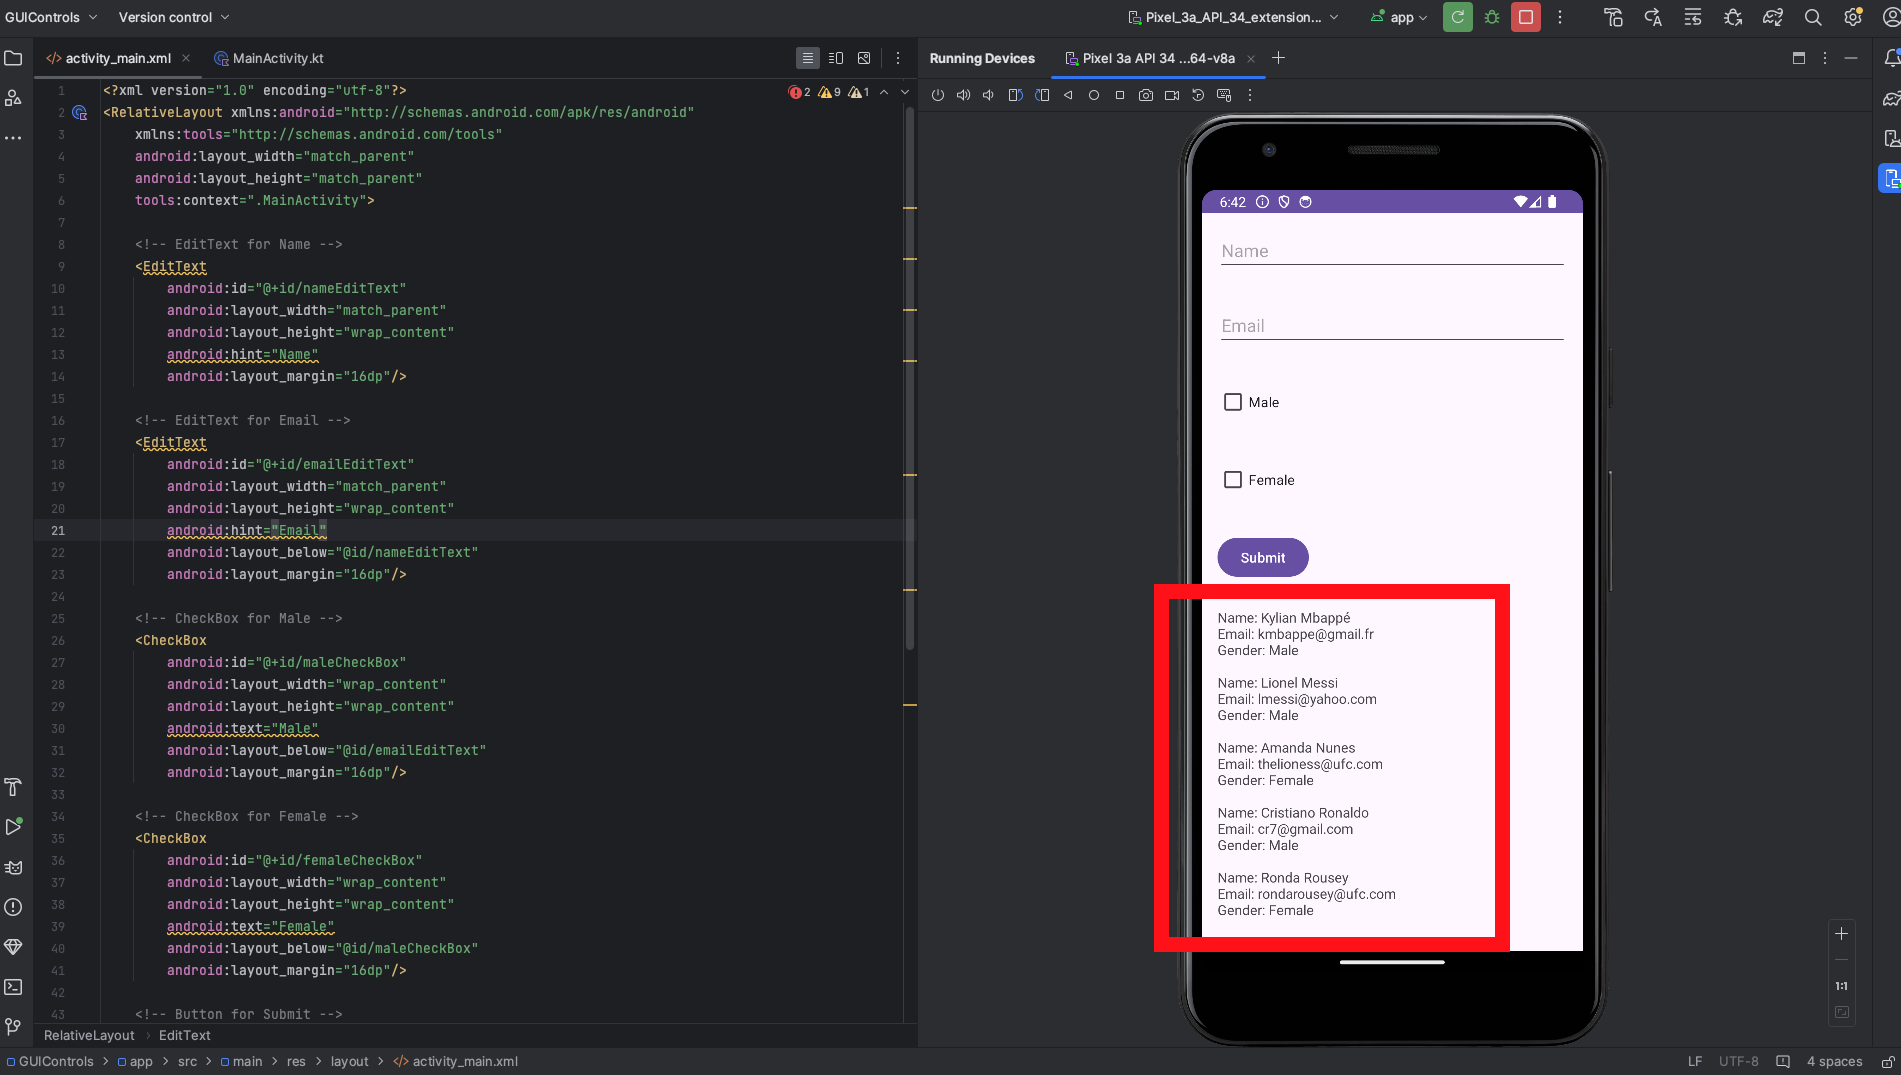 GUIControls
Version control
Pixel_3a_API_34_extension...
app
activity_main.xml
MainActivity.kt
Running Devices
Pixel 3a API 34 ...64-v8a
2 9 1
1 <?xml version="1.0" encoding="utf-8"?>
2 <RelativeLayout xmlns:android="http://schemas.android.com/apk/res/android"
3 xmlns:tools="http://schemas.android.com/tools"
4 android:layout_width="match_parent"
5 android:layout_height="match_parent"
6 tools:context=".MainActivity">
7
8 <!-- EditText for Name -->
9 <EditText
10 android:id="@+id/nameEditText"
11 android:layout_width="match_parent"
12 android:layout_height="wrap_content"
13 android:hint="Name"
14 android:layout_margin="16dp"/>
15
16 <!-- EditText for Email -->
17 <EditText
18 android:id="@+id/emailEditText"
19 android:layout_width="match_parent"
20 android:layout_height="wrap_content"
21 android:hint="Email"
22 android:layout_below="@id/nameEditText"
23 android:layout_margin="16dp"/>
24
25 <!-- CheckBox for Male -->
26 <CheckBox
27 android:id="@+id/maleCheckBox"
28 android:layout_width="wrap_content"
29 android:layout_height="wrap_content"
30 android:text="Male"
31 android:layout_below="@id/emailEditText"
32 android:layout_margin="16dp"/>
33
34 <!-- CheckBox for Female -->
35 <CheckBox
36 android:id="@+id/femaleCheckBox"
37 android:layout_width="wrap_content"
38 android:layout_height="wrap_content"
39 android:text="Female"
40 android:layout_below="@id/maleCheckBox"
41 android:layout_margin="16dp"/>
42
43 <!-- Button for Submit -->
6:42
Name
Email
Male
Female
Submit
Name: Kylian Mbappé
Email: kmbappe@gmail.fr
Gender: Male
Name: Lionel Messi
Email: lmessi@yahoo.com
Gender: Male
Name: Amanda Nunes
Email: thelioness@ufc.com
Gender: Female
Name: Cristiano Ronaldo
Email: cr7@gmail.com
Gender: Male
Name: Ronda Rousey
Email: rondarousey@ufc.com
Gender: Female
1:1
RelativeLayout > EditText
GUIControls > app > src > main > res > layout > activity_main.xml
LF UTF-8 4 spaces